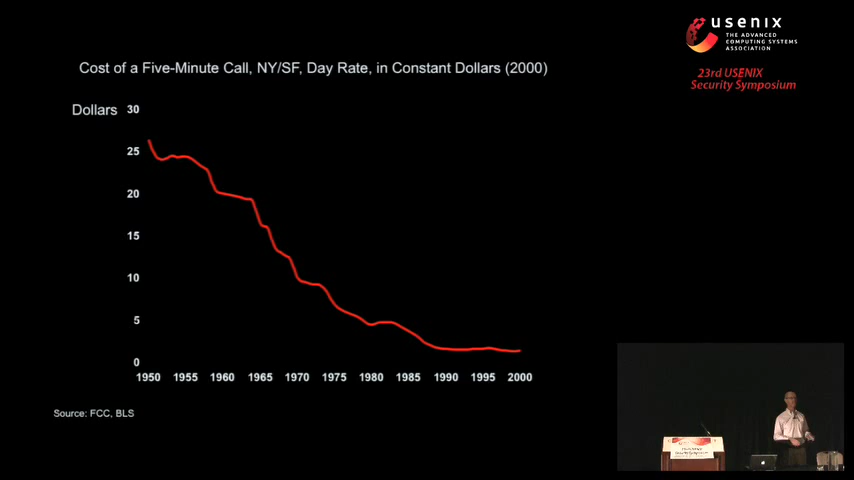 usenix
THE ADVANCED
COMPUTING SYSTEMS
ASSOCIATION
23rd USENIX
Security Symposium
Cost of a Five-Minute Call, NY/SF, Day Rate, in Constant Dollars (2000)
Dollars
30
25
20
15
10
5
0
1950 1955 1960 1965 1970 1975 1980 1985 1990 1995 2000
Source: FCC, BLS